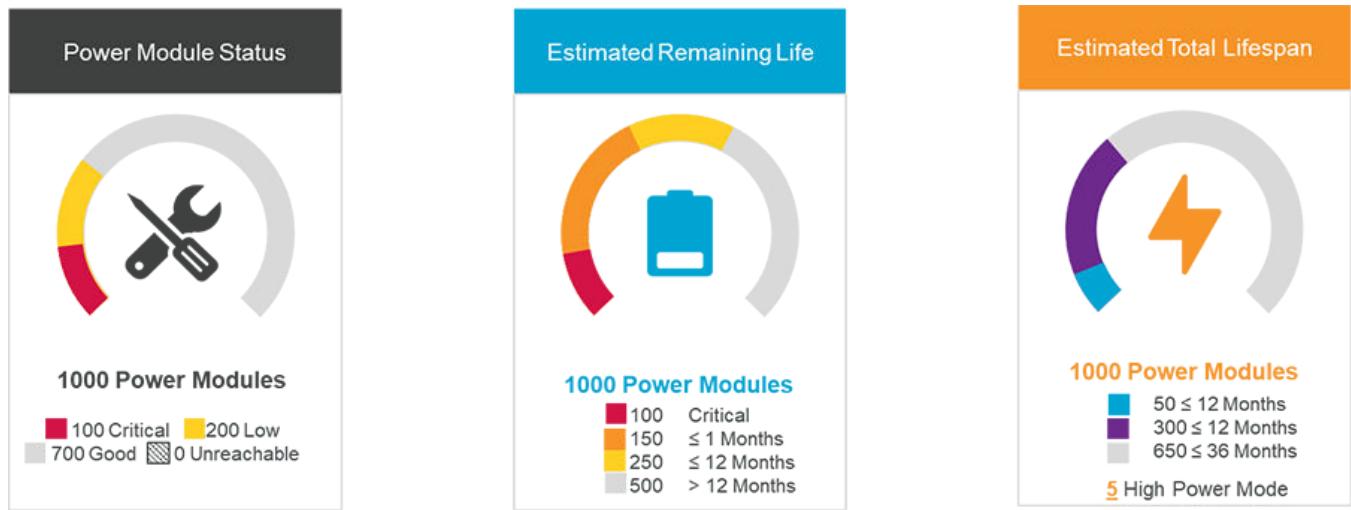 Power Module Status
1000 Power Modules
100 Critical 200 Low
700 Good 0 Unreachable
Estimated Remaining Life
1000 Power Modules
100 Critical
150 ≤ 1 Months
250 ≤ 12 Months
500 > 12 Months
Estimated Total Lifespan
1000 Power Modules
50 ≤ 12 Months
300 ≤ 12 Months
650 ≤ 36 Months
5 High Power Mode